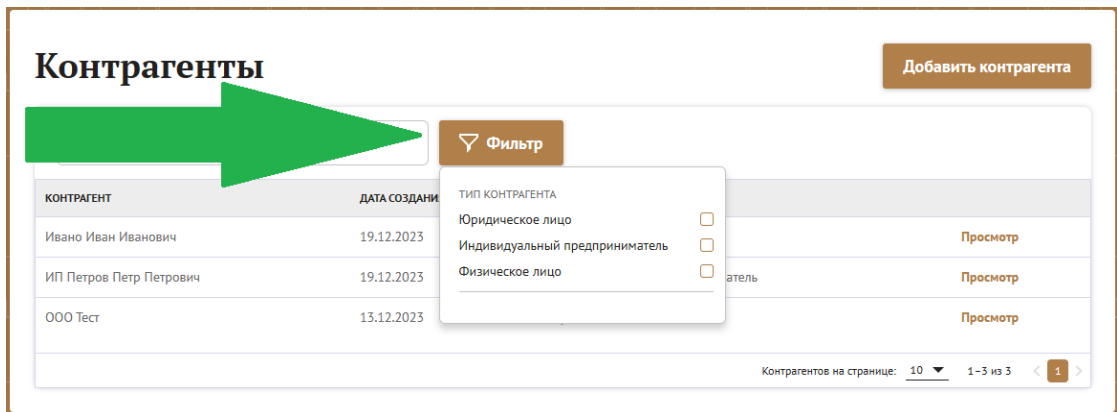 Контрагенты
Добавить контрагента
Фильтр
КОНТРАГЕНТ ДАТА СОЗДАНИ
ТИП КОНТРАГЕНТА
Юридическое лицо
Индивидуальный предприниматель
Физическое лицо
Ивано Иван Иванович 19.12.2023 Просмотр
ИП Петров Петр Петрович 19.12.2023 атель Просмотр
ООО Тест 13.12.2023 Просмотр
Контрагентов на странице: 10 1–3 из 3 < 1 >